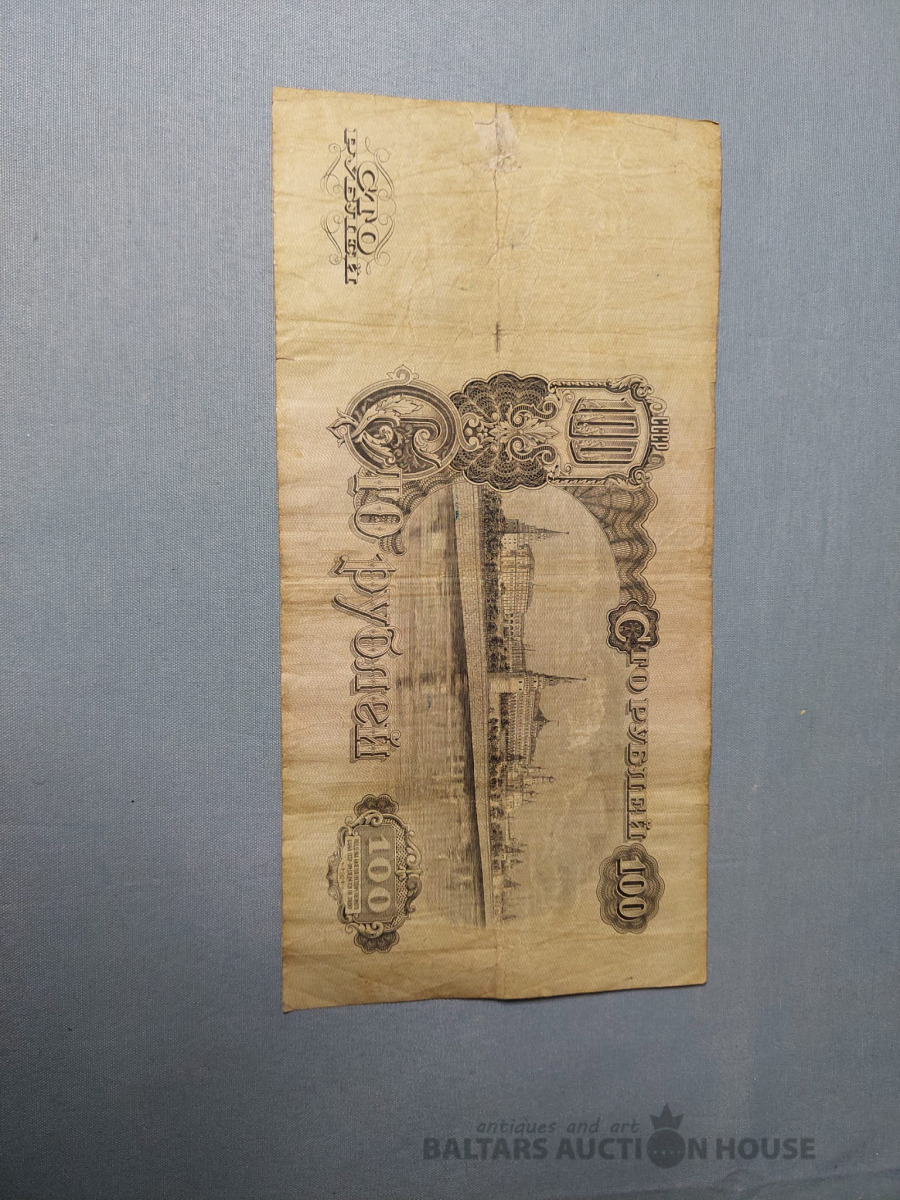 СТО
РУБЛЕЙ
СССР
100
СТО РУБЛЕЙ
100
Сто рублей
100
antiques and art
BALTARS AUCTION HOUSE